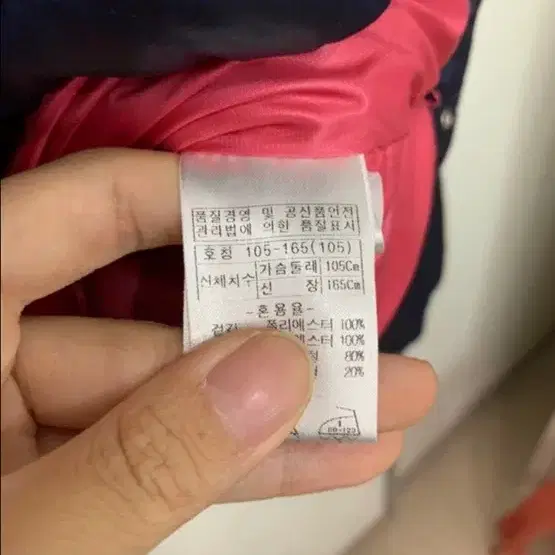 품질경영 및 공산품안전
관리법에 의한 품질표시
호칭 105-165(105)
신체치수 가슴둘레 105Cm
신 장 165Cm
-혼용율-
겉감 폴리에스터 100%
에스터 100%
80%
20%